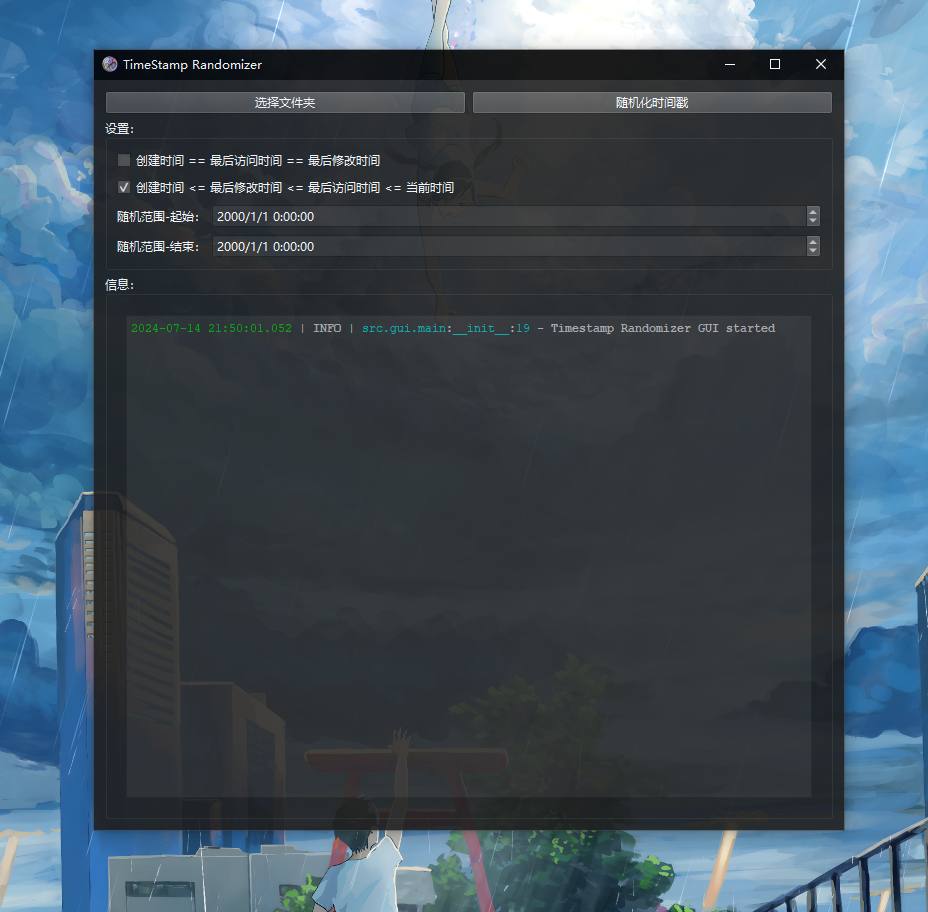 TimeStamp Randomizer
选择文件夹 随机化时间戳
设置:
创建时间 == 最后访问时间 == 最后修改时间
创建时间 <= 最后修改时间 <= 最后访问时间 <= 当前时间
随机范围-起始: 2000/1/1 0:00:00
随机范围-结束: 2000/1/1 0:00:00
信息:
2024-07-14 21:50:01.052 | INFO | src.gui.main:__init__:19 - Timestamp Randomizer GUI started